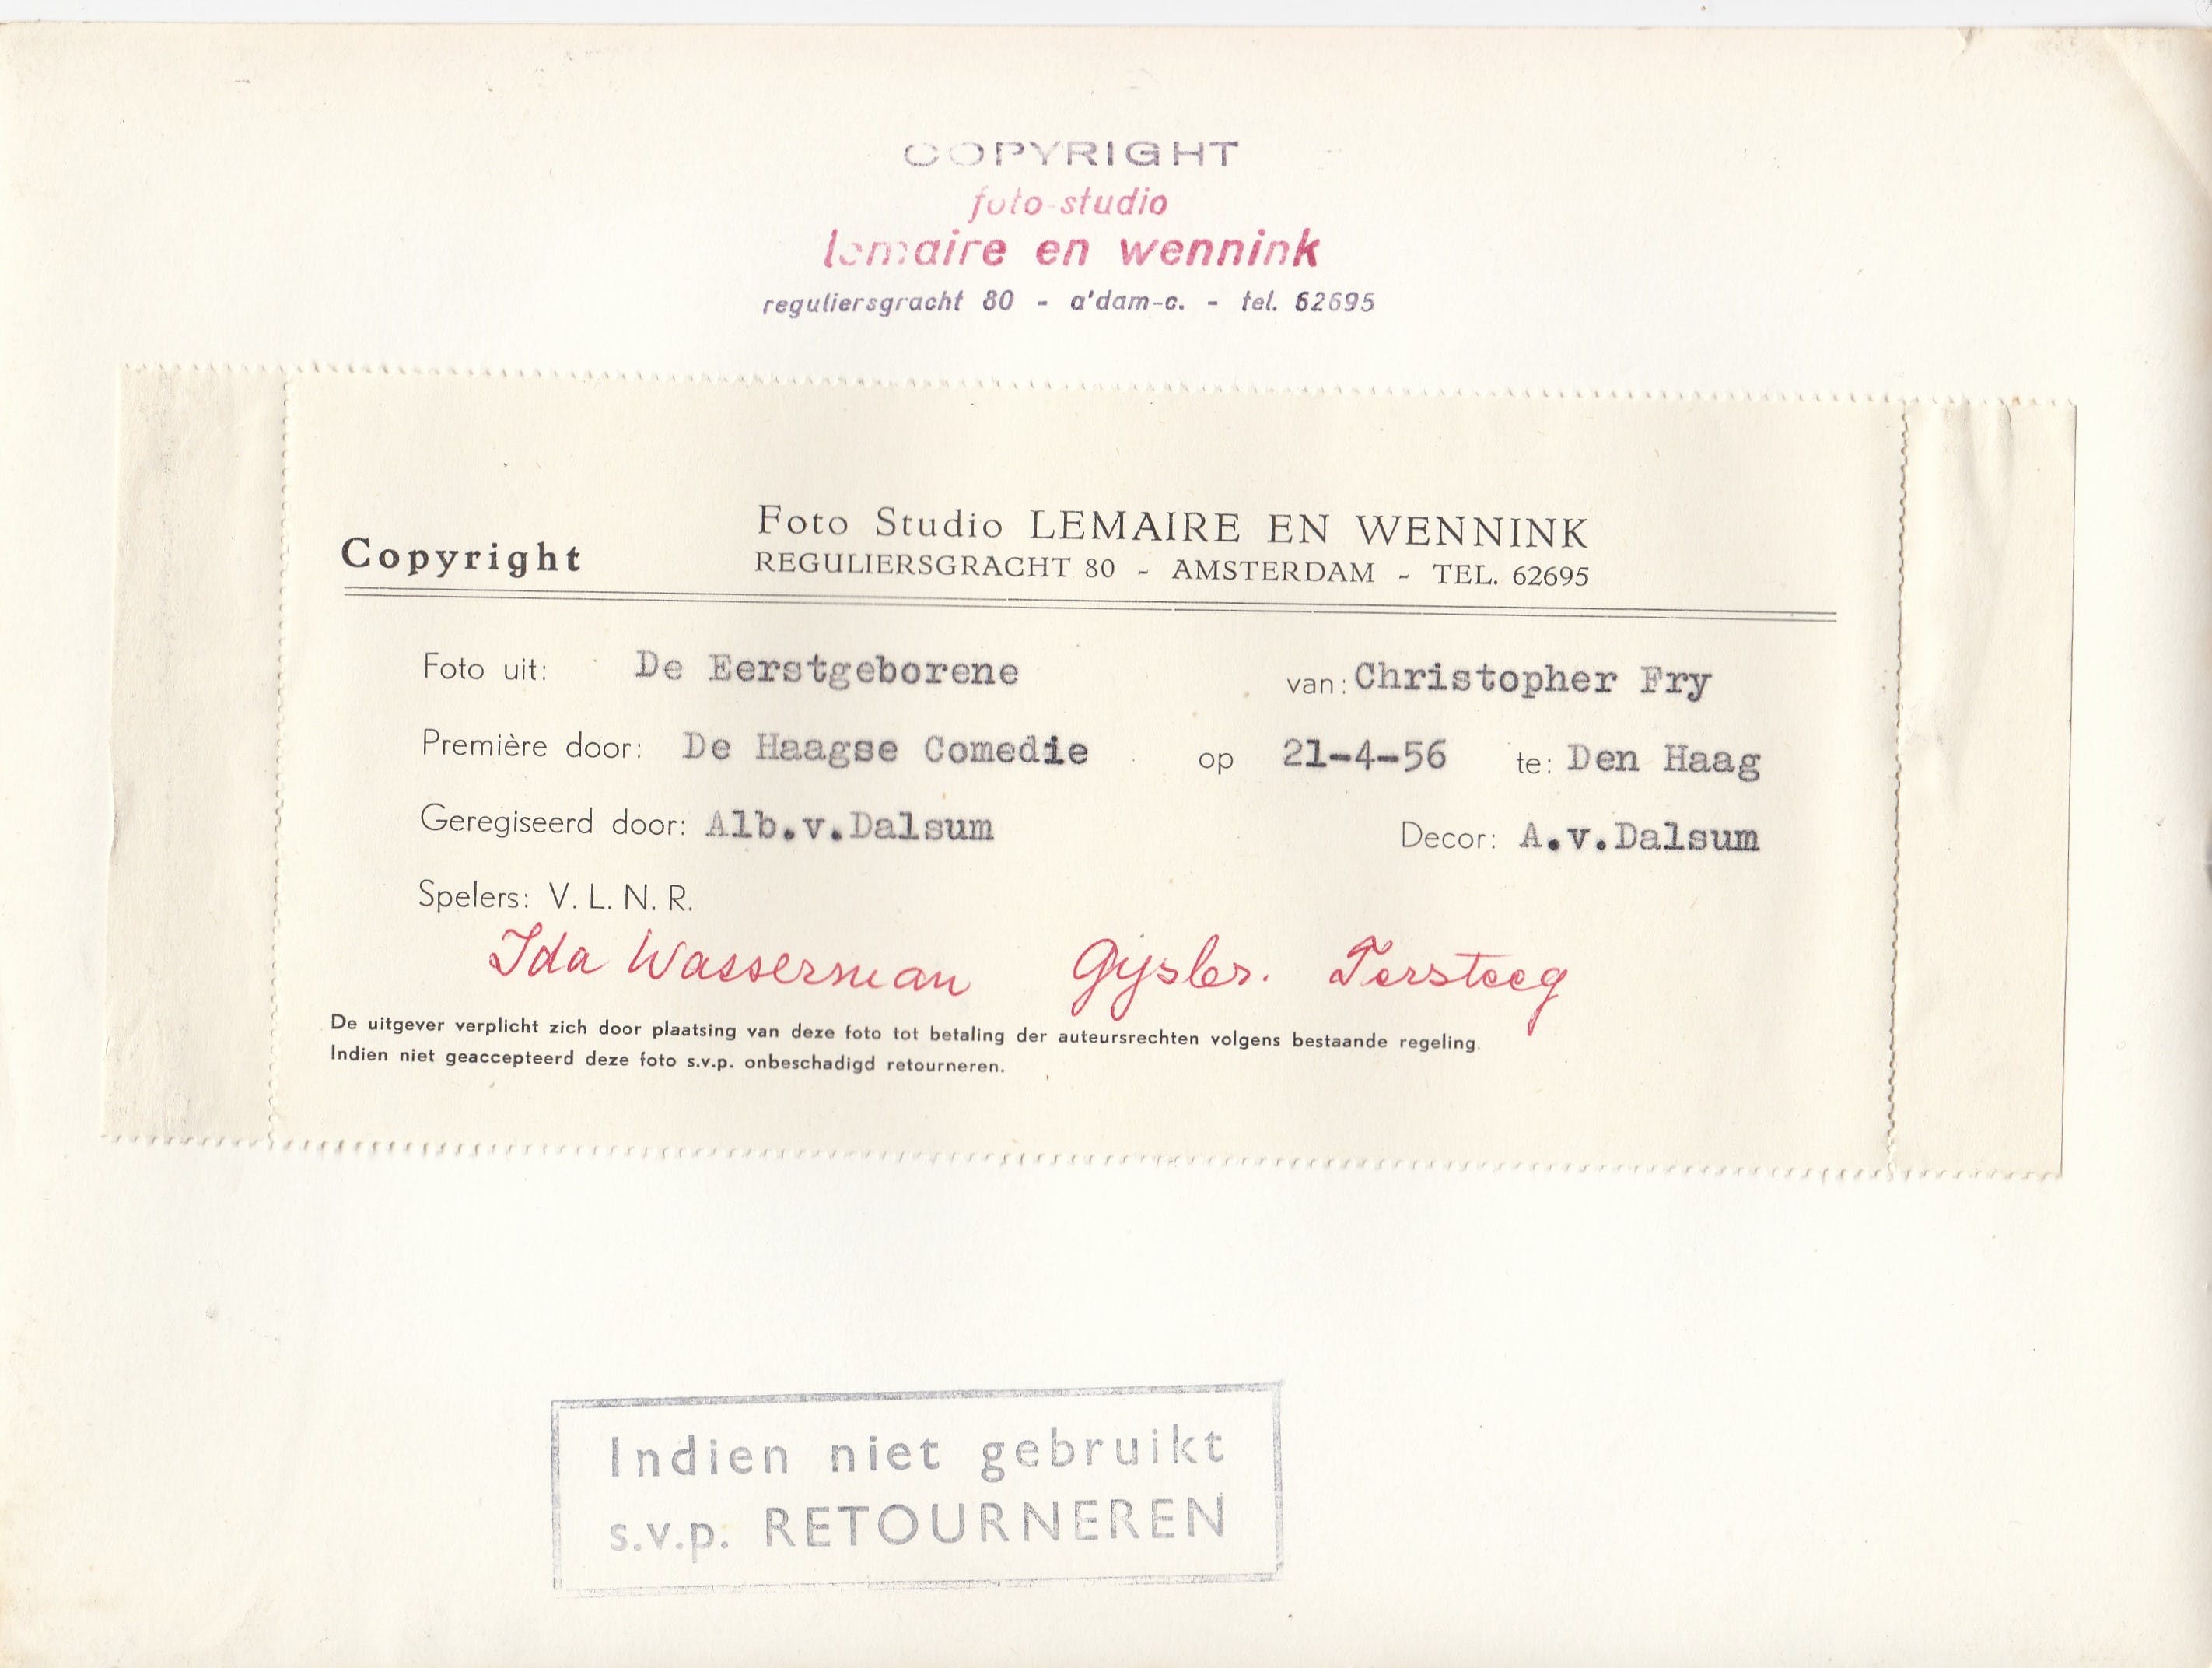 COPYRIGHT
foto-studio
lemaire en wennink
reguliersgracht 80 - a'dam-c. - tel. 62695
Foto Studio LEMAIRE EN WENNINK
Copyright REGULIERSGRACHT 80 - AMSTERDAM - TEL. 62695
Foto uit: De Eerstgeborene van: Christopher Fry
Première door: De Haagse Comedie op 21-4-56 te: Den Haag
Geregiseerd door: Alb.v.Dalsum Decor: A.v.Dalsum
Spelers: V. L. N. R.
Ida Wasserman Gijsbr. Tersteeg
De uitgever verplicht zich door plaatsing van deze foto tot betaling der auteursrechten volgens bestaande regeling.
Indien niet geaccepteerd deze foto s.v.p. onbeschadigd retourneren.
Indien niet gebruikt
s.v.p. RETOURNEREN